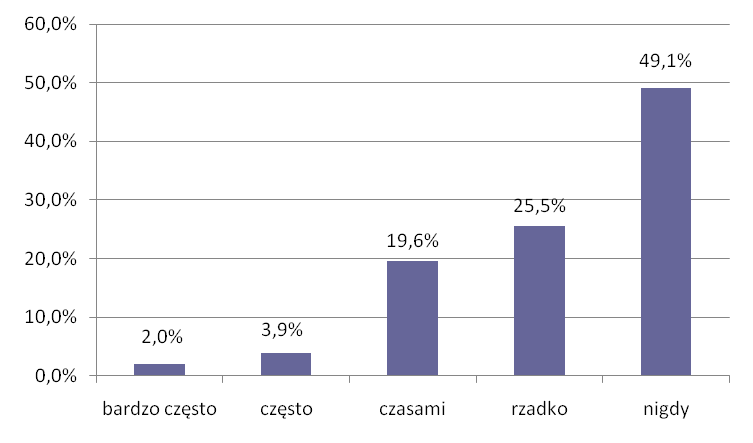 60,0%
50,0%
40,0%
30,0%
20,0%
10,0%
0,0%
2,0%
3,9%
19,6%
25,5%
49,1%
bardzo często
często
czasami
rzadko
nigdy